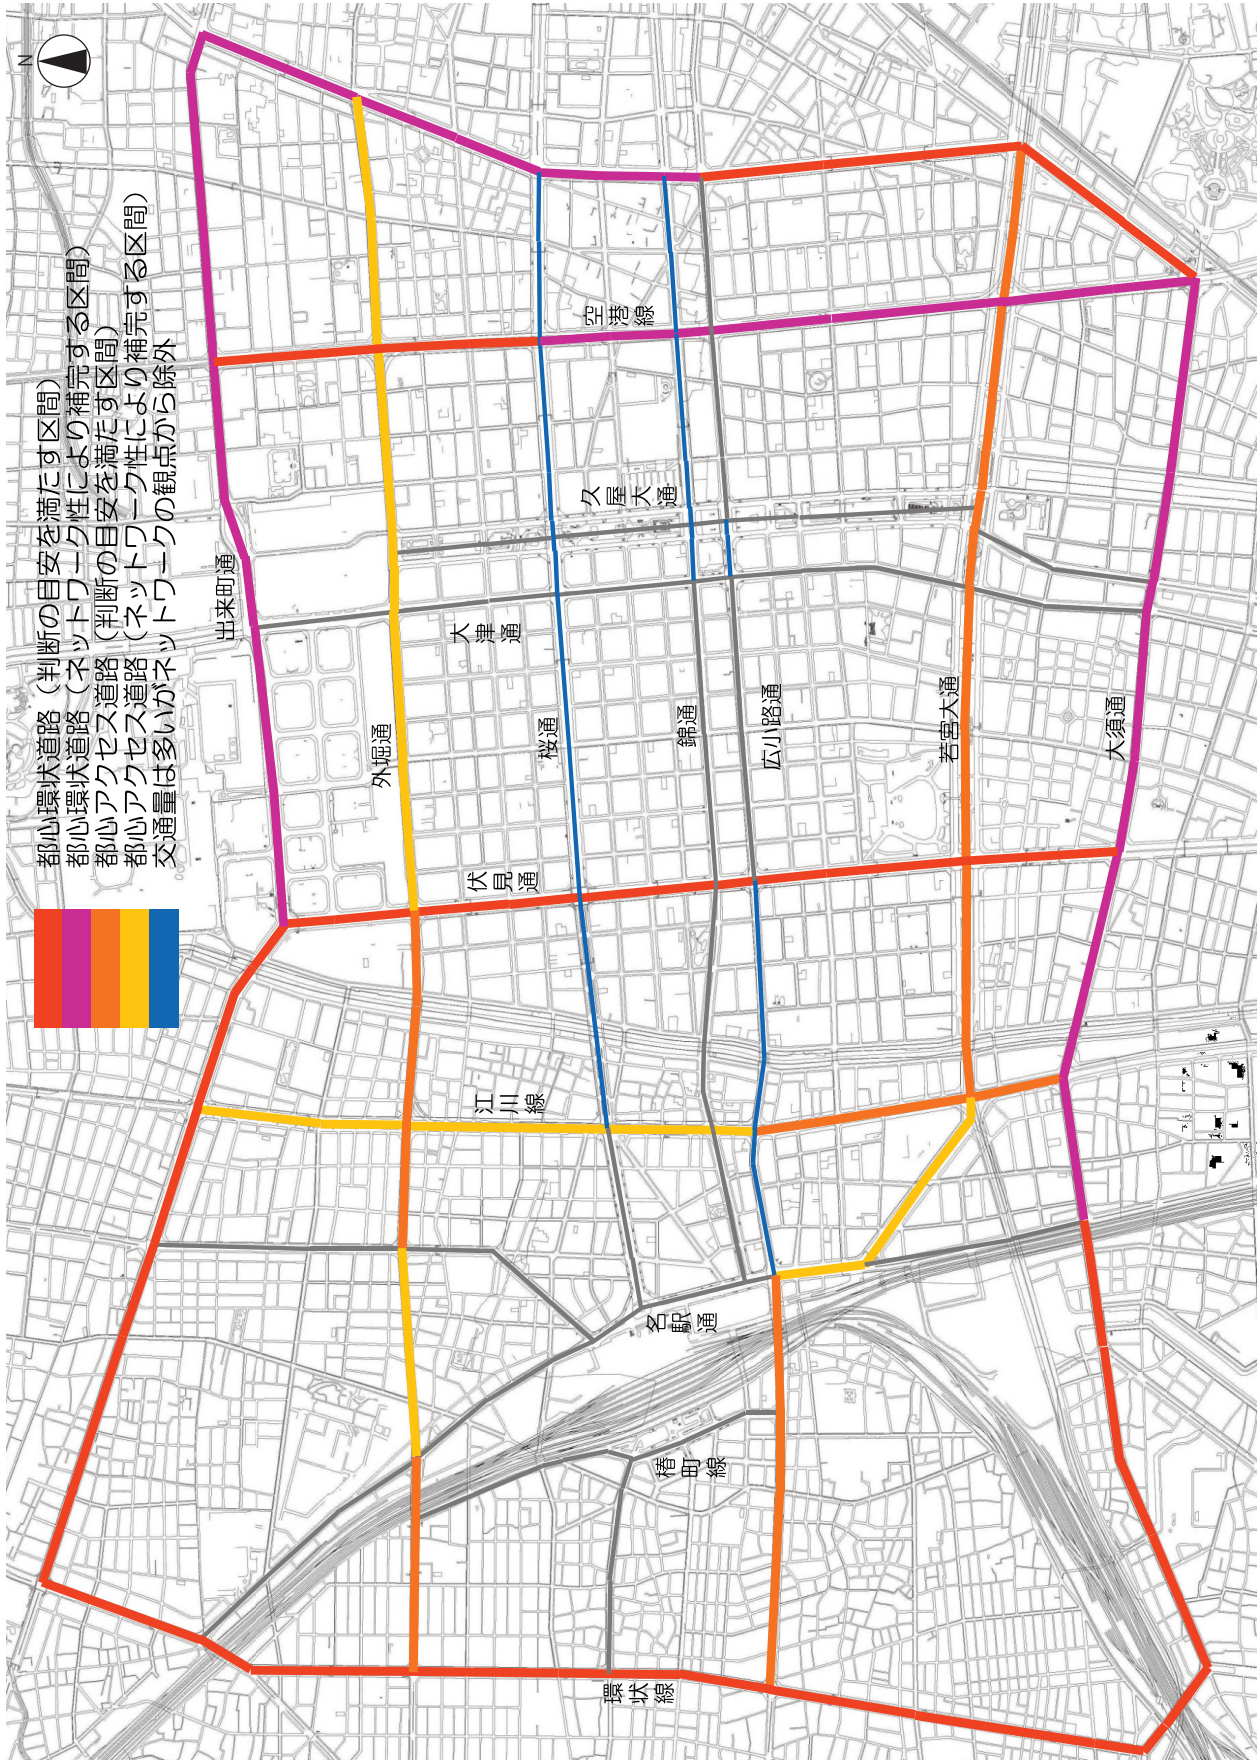 N
都心環状道路（判断の目安を満たす区間）
都心環状道路（ネットワーク性により補完する区間）
都心アクセス道路（判断の目安を満たす区間）
都心アクセス道路（ネットワーク性により補完する区間）
交通量は多いがネットワークの観点から除外
出来町通
外堀通
桜通
錦通
広小路通
若宮大通
大須通
空港線
久屋大通
大津通
伏見通
江川線
名駅通
椿町線
環状線